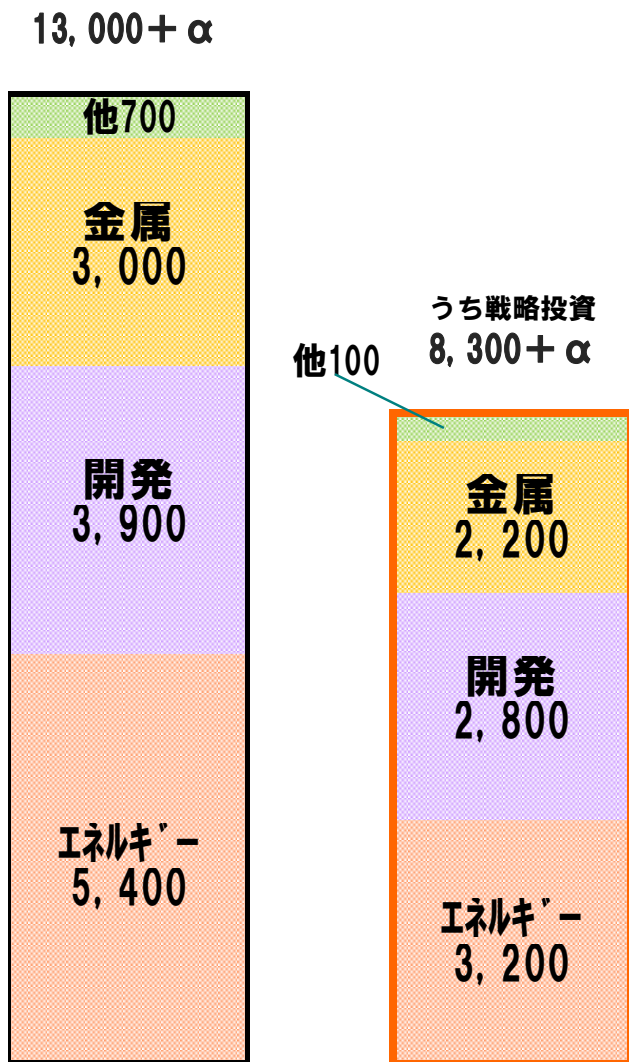 13,000+α
他700
金属
3,000
開発
3,900
エネルギー
5,400
うち戦略投資
8,300+α
他100
金属
2,200
開発
2,800
エネルギー
3,200